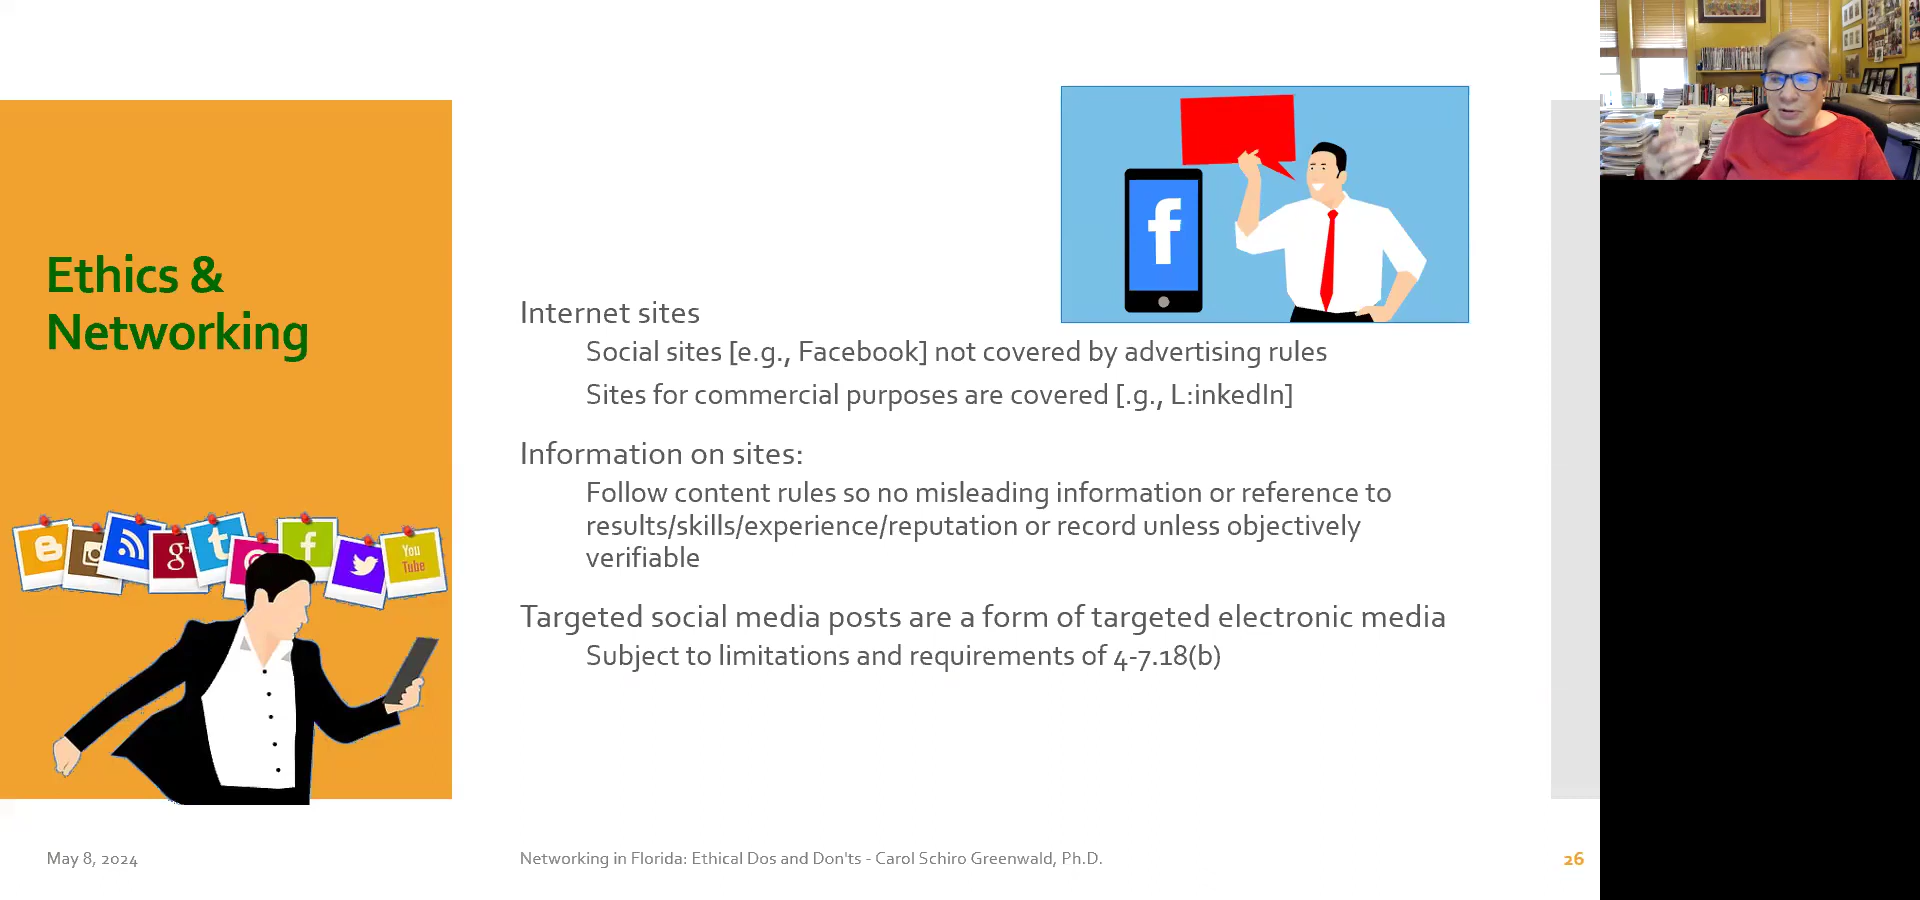 Ethics &
Networking
Internet sites
Social sites [e.g., Facebook] not covered by advertising rules
Sites for commercial purposes are covered [.g., L:inkedIn]
Information on sites:
Follow content rules so no misleading information or reference to
results/skills/experience/reputation or record unless objectively
verifiable
Targeted social media posts are a form of targeted electronic media
Subject to limitations and requirements of 4-7.18(b)
f
g+
t
f
You
Tube
May 8, 2024
Networking in Florida: Ethical Dos and Don'ts - Carol Schiro Greenwald, Ph.D.
26